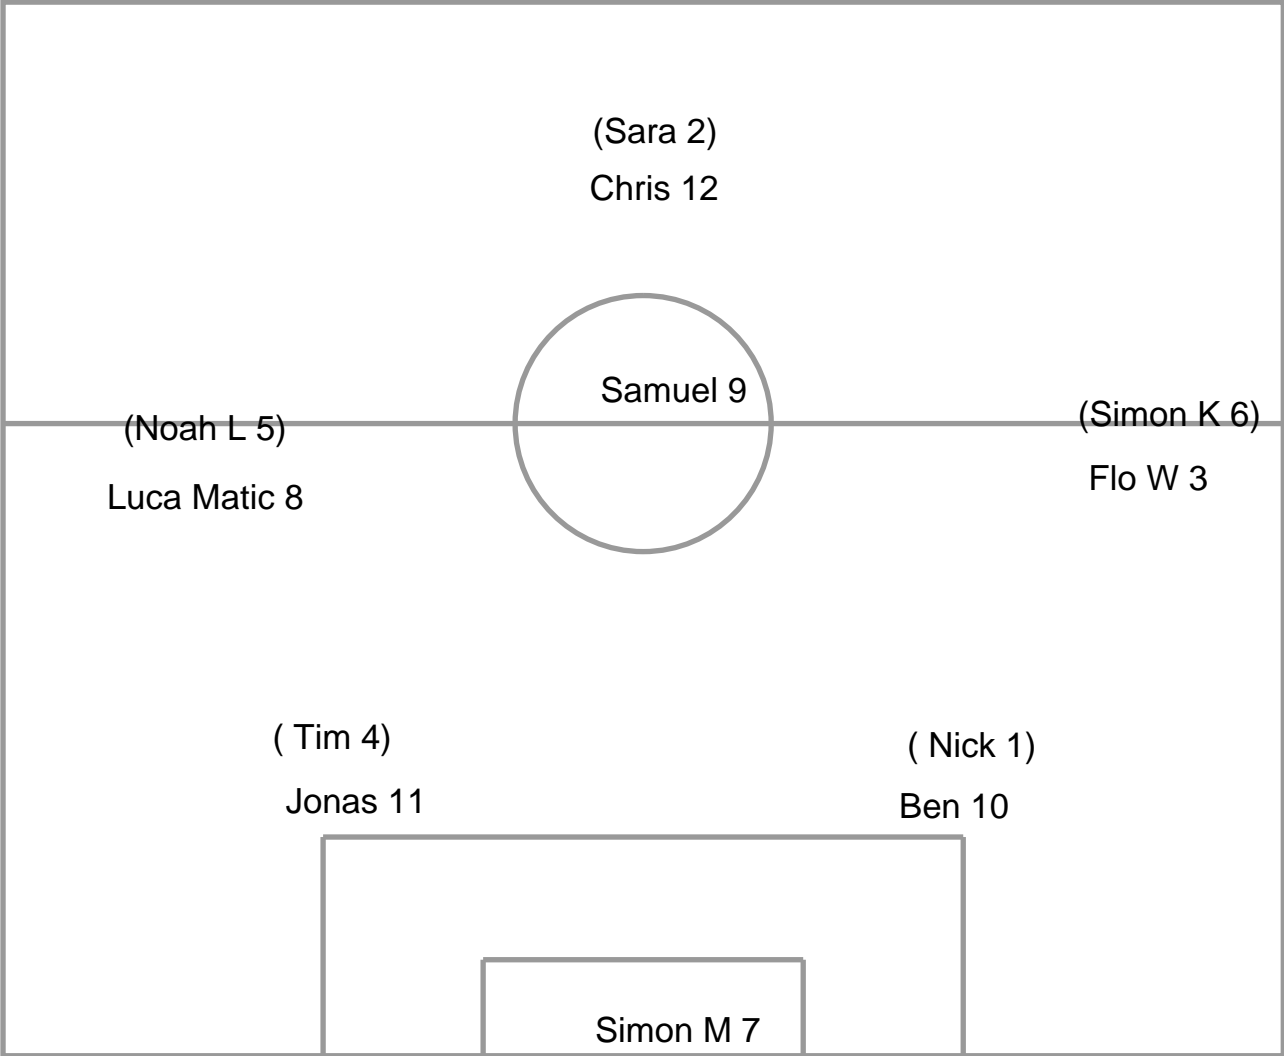 (Sara 2)
Chris 12
Samuel 9
(Noah L 5)
(Simon K 6)
Luca Matic 8
Flo W 3
( Tim 4)
( Nick 1)
Jonas 11
Ben 10
Simon M 7